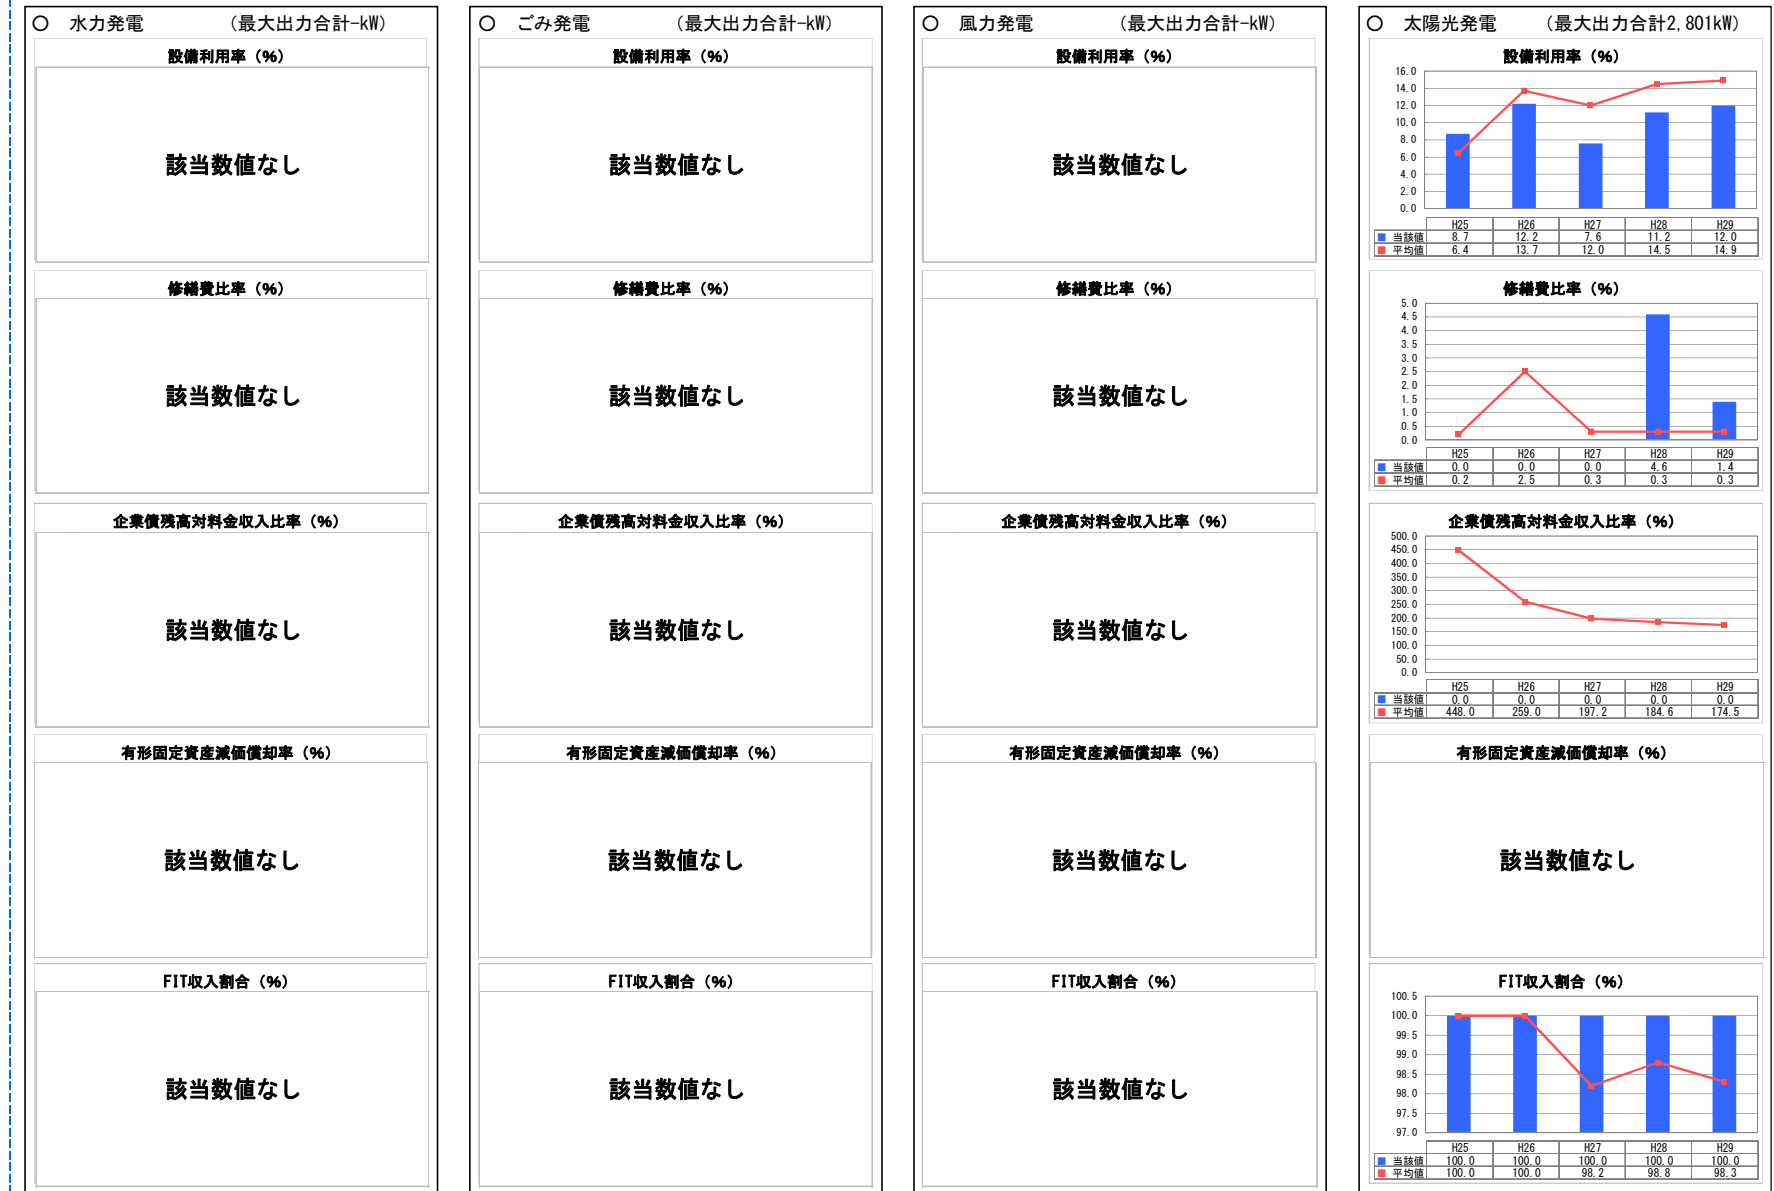 ○ 水力発電 （最大出力合計-kW）
設備利用率（%）
該当数値なし
修繕費比率（%）
該当数値なし
企業債残高対料金収入比率（%）
該当数値なし
有形固定資産減価償却率（%）
該当数値なし
FIT収入割合（%）
該当数値なし
○ ごみ発電 （最大出力合計-kW）
設備利用率（%）
該当数値なし
修繕費比率（%）
該当数値なし
企業債残高対料金収入比率（%）
該当数値なし
有形固定資産減価償却率（%）
該当数値なし
FIT収入割合（%）
該当数値なし
○ 風力発電 （最大出力合計-kW）
設備利用率（%）
該当数値なし
修繕費比率（%）
該当数値なし
企業債残高対料金収入比率（%）
該当数値なし
有形固定資産減価償却率（%）
該当数値なし
FIT収入割合（%）
該当数値なし
○ 太陽光発電 （最大出力合計2,801kW）
設備利用率（%）
16.0
14.0
12.0
10.0
8.0
6.0
4.0
2.0
0.0
H25 H26 H27 H28 H29
当該値 8.7 12.2 7.6 11.2 12.0
平均値 6.4 13.7 12.0 14.5 14.9
修繕費比率（%）
5.0
4.5
4.0
3.5
3.0
2.5
2.0
1.5
1.0
0.5
0.0
H25 H26 H27 H28 H29
当該値 0.0 0.0 0.0 4.6 1.4
平均値 0.2 2.5 0.3 0.3 0.3
企業債残高対料金収入比率（%）
500.0
450.0
400.0
350.0
300.0
250.0
200.0
150.0
100.0
50.0
0.0
H25 H26 H27 H28 H29
当該値 0.0 0.0 0.0 0.0 0.0
平均値 448.0 259.0 197.2 184.6 174.5
有形固定資産減価償却率（%）
該当数値なし
FIT収入割合（%）
100.5
100.0
99.5
99.0
98.5
98.0
97.5
97.0
H25 H26 H27 H28 H29
当該値 100.0 100.0 100.0 100.0 100.0
平均値 100.0 100.0 98.2 98.8 98.3